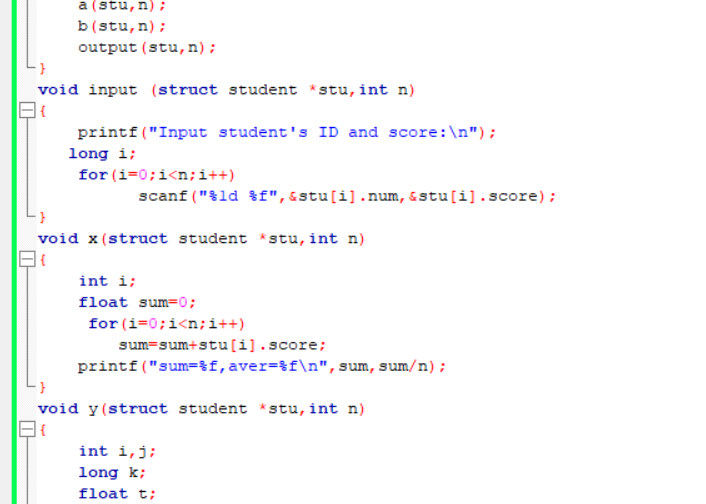 a(stu,n);
b(stu,n);
output(stu,n);
}
void input (struct student *stu,int n)
{
printf("Input student's ID and score:\n");
long i;
for(i=0;i<n;i++)
scanf("%ld %f",&stu[i].num,&stu[i].score);
}
void x(struct student *stu,int n)
{
int i;
float sum=0;
for(i=0;i<n;i++)
sum=sum+stu[i].score;
printf("sum=%f,aver=%f\n",sum,sum/n);
}
void y(struct student *stu,int n)
{
int i,j;
long k;
float t;